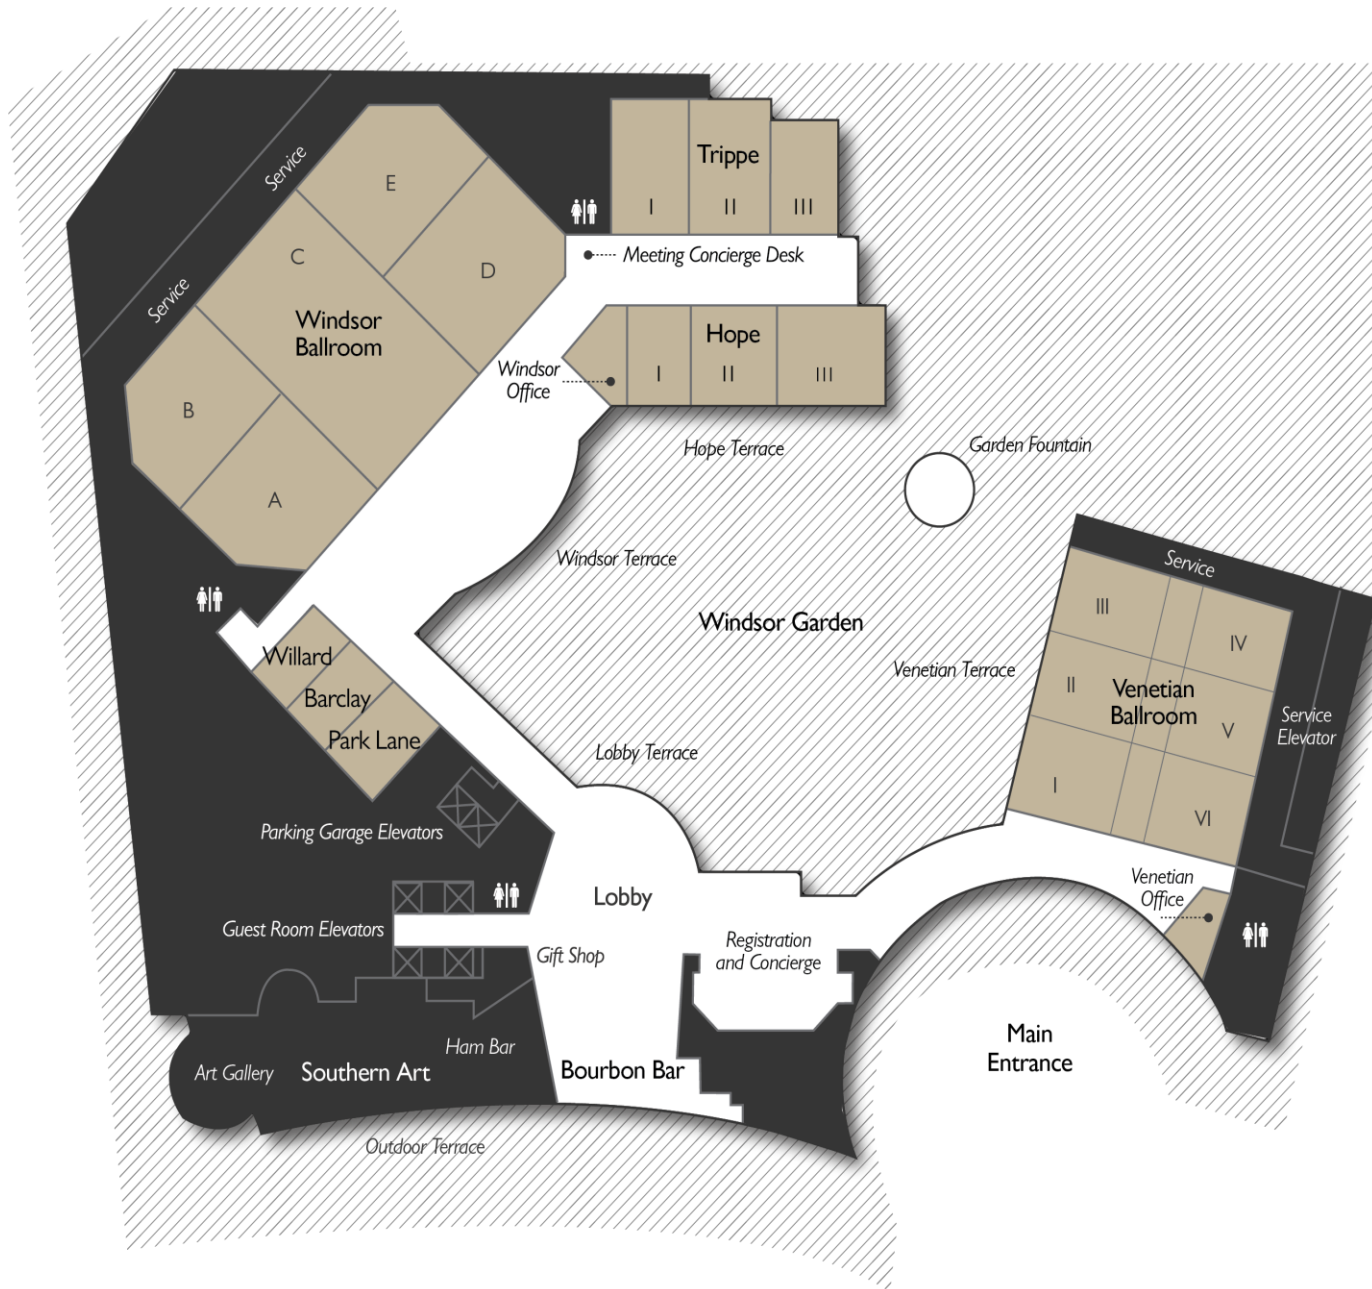 Trippe
I
II
III
Service
E
C
D
Meeting Concierge Desk
Service
Windsor
Ballroom
Hope
I
II
III
Windsor
Office
B
A
Hope Terrace
Garden Fountain
Windsor Terrace
Windsor Garden
Venetian Terrace
Service
III
IV
II
Venetian
Ballroom
V
Service
Elevator
I
VI
Willard
Barclay
Park Lane
Lobby Terrace
Parking Garage Elevators
Venetian
Office
Lobby
Guest Room Elevators
Gift Shop
Registration
and Concierge
Main
Entrance
Ham Bar
Art Gallery
Southern Art
Bourbon Bar
Outdoor Terrace